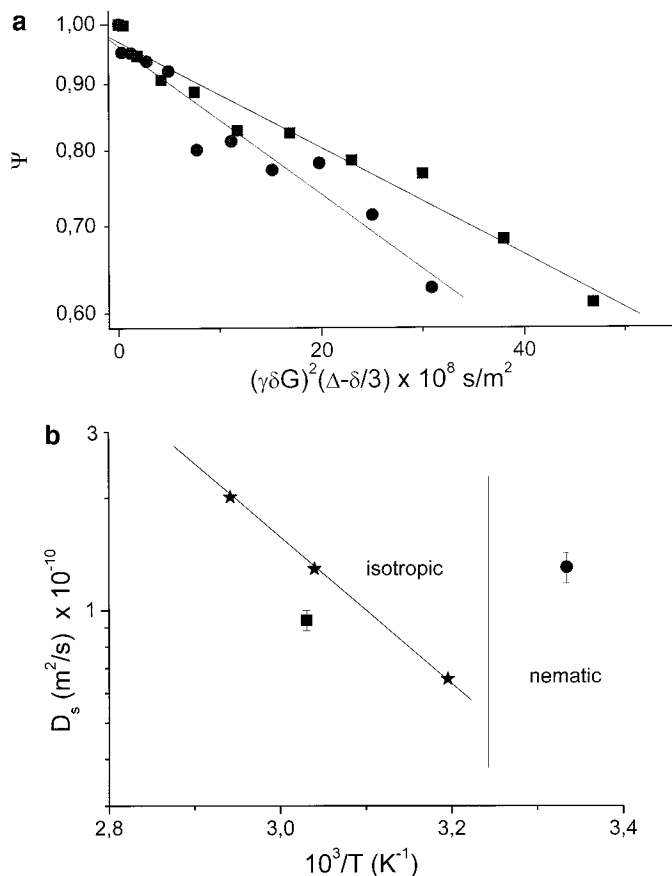 a
1,00
0,90
0,80
0,70
0,60
Ψ
0
20
40
(γδG)²(Δ-δ/3) x 10⁸ s/m²
b
3
1
Dₛ (m²/s) x 10⁻¹⁰
isotropic
nematic
2,8
3,0
3,2
3,4
10³/T (K⁻¹)